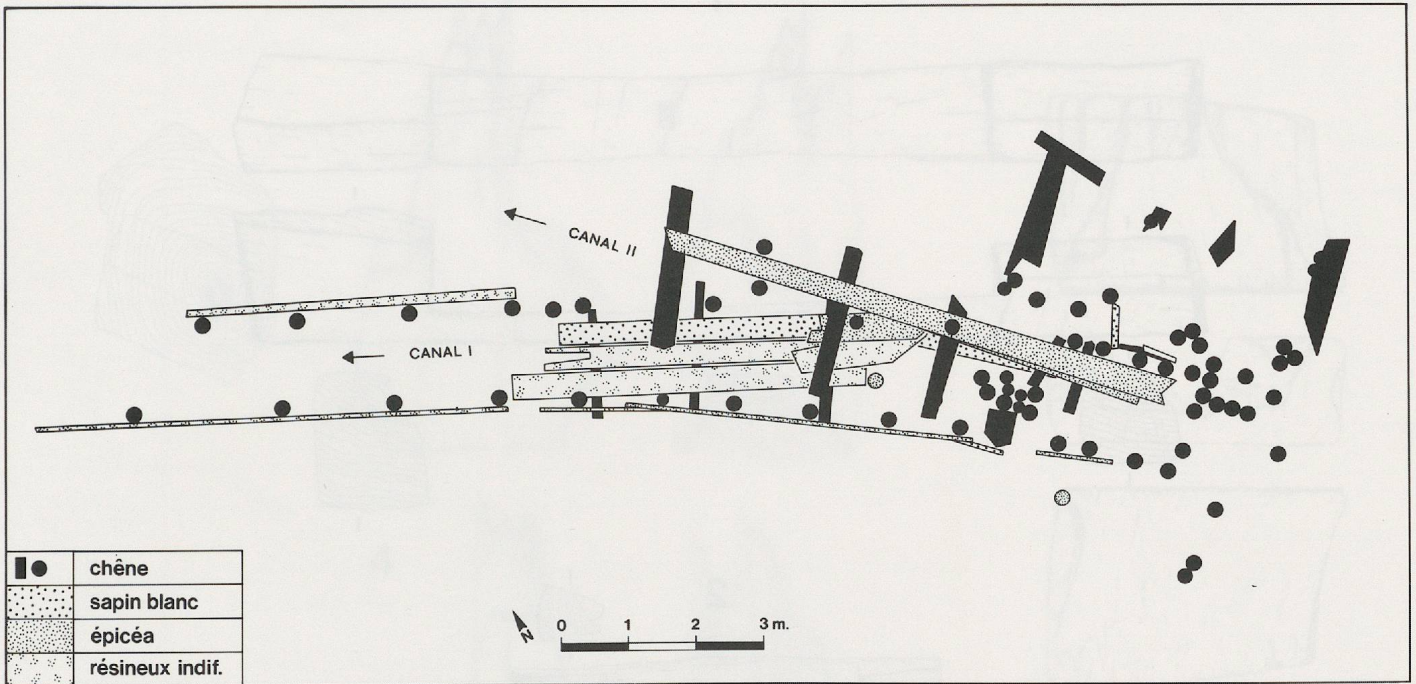 CANAL II
CANAL I
chêne
sapin blanc
épicéa
résineux indif.
N
0 1 2 3 m.